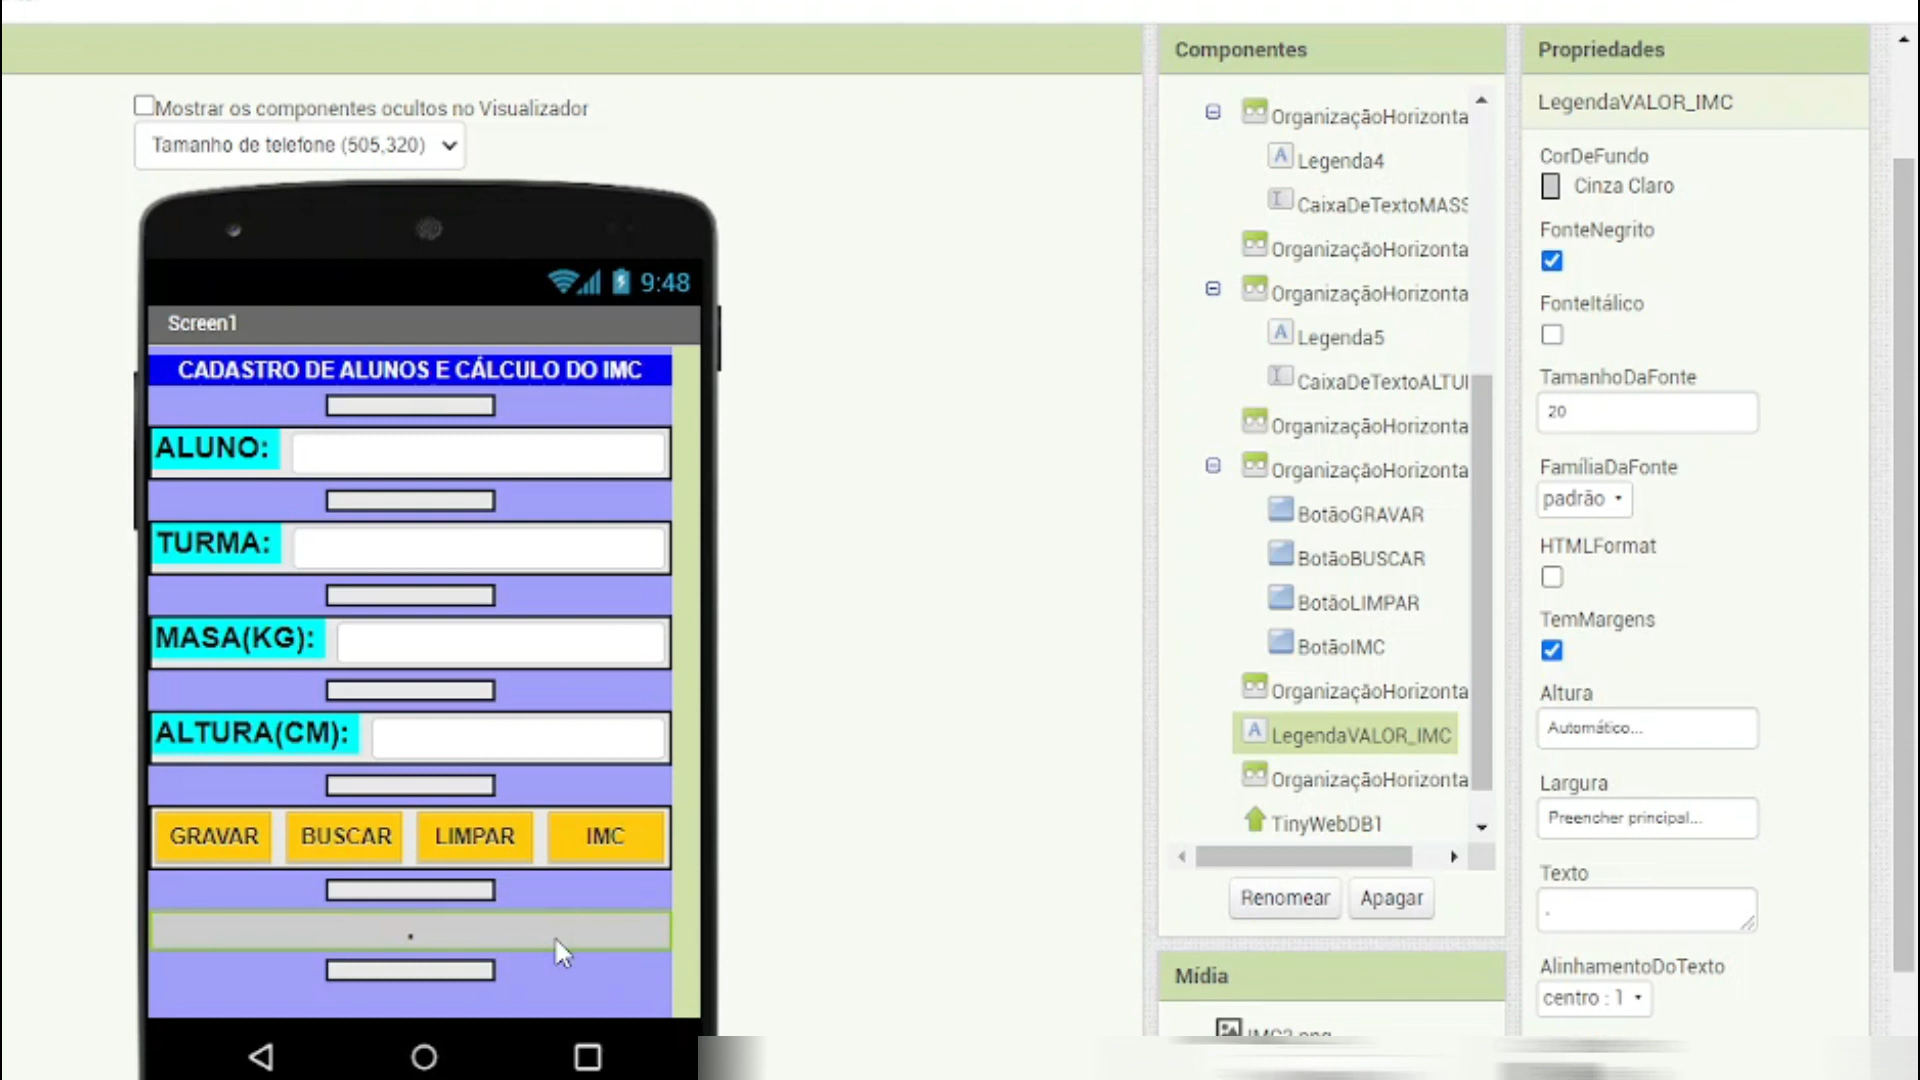 Componentes
Propriedades
Mostrar os componentes ocultos no Visualizador
Tamanho de telefone (505,320)
9:48
Screen1
CADASTRO DE ALUNOS E CÁLCULO DO IMC
ALUNO:
TURMA:
MASA(KG):
ALTURA(CM):
GRAVAR BUSCAR LIMPAR IMC
.
OrganizaçãoHorizonta
Legenda4
CaixaDeTextoMASS
OrganizaçãoHorizonta
OrganizaçãoHorizonta
Legenda5
CaixaDeTextoALTUI
OrganizaçãoHorizonta
OrganizaçãoHorizonta
BotãoGRAVAR
BotãoBUSCAR
BotãoLIMPAR
BotãoIMC
OrganizaçãoHorizonta
LegendaVALOR_IMC
OrganizaçãoHorizonta
TinyWebDB1
Renomear Apagar
Mídia
LegendaVALOR_IMC
CorDeFundo
Cinza Claro
FonteNegrito
FonteItálico
TamanhoDaFonte
20
FamíliaDaFonte
padrão
HTMLFormat
TemMargens
Altura
Automático...
Largura
Preencher principal...
Texto
.
AlinhamentoDoTexto
centro : 1